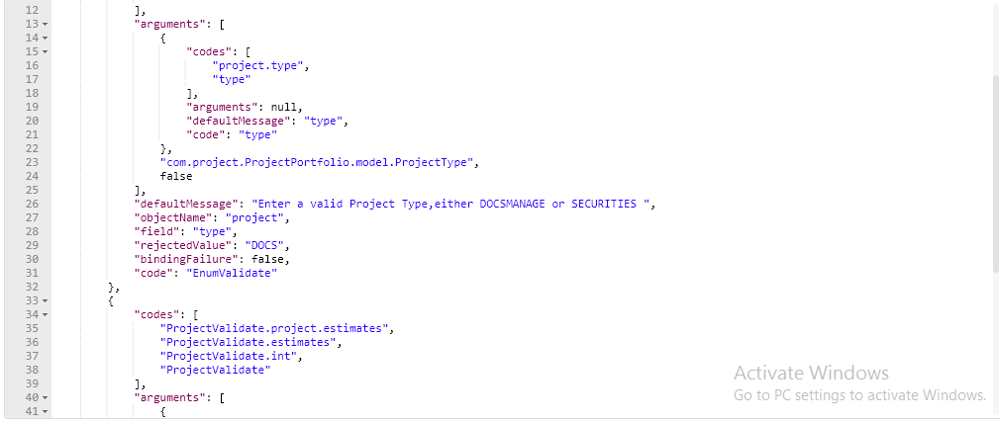 12 ],
13 "arguments": [
14 {
15 "codes": [
16 "project.type",
17 "type"
18 ],
19 "arguments": null,
20 "defaultMessage": "type",
21 "code": "type"
22 },
23 "com.project.ProjectPortfolio.model.ProjectType",
24 false
25 ],
26 "defaultMessage": "Enter a valid Project Type,either DOCSMANAGE or SECURITIES ",
27 "objectName": "project",
28 "field": "type",
29 "rejectedValue": "DOCS",
30 "bindingFailure": false,
31 "code": "EnumValidate"
32 },
33 {
34 "codes": [
35 "ProjectValidate.project.estimates",
36 "ProjectValidate.estimates",
37 "ProjectValidate.int",
38 "ProjectValidate"
39 ],
40 "arguments": [
41 {
Activate Windows
Go to PC settings to activate Windows.